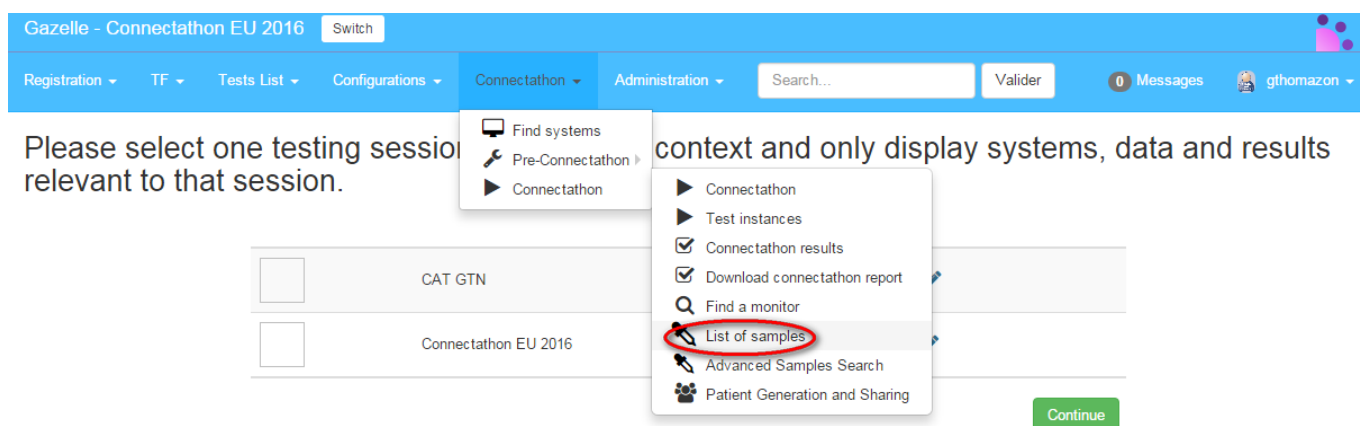 Gazelle - Connectathon EU 2016 Switch
Registration TF Tests List Configurations Connectathon Administration Search... Valider 0 Messages gthomazon
Find systems
Pre-Connectathon
Connectathon
Please select one testing sessio context and only display systems, data and results
relevant to that session.
Connectathon
Test instances
Connectathon results
Download connectathon report
Find a monitor
List of samples
Advanced Samples Search
Patient Generation and Sharing
CAT GTN
Connectathon EU 2016
Continue